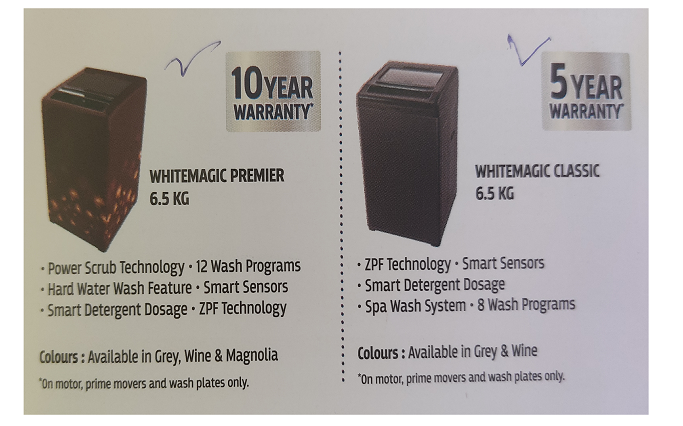 10 YEAR
WARRANTY*
WHITEMAGIC PREMIER
6.5 KG
• Power Scrub Technology • 12 Wash Programs
• Hard Water Wash Feature • Smart Sensors
• Smart Detergent Dosage • ZPF Technology
Colours : Available in Grey, Wine & Magnolia
*On motor, prime movers and wash plates only.
5 YEAR
WARRANTY*
WHITEMAGIC CLASSIC
6.5 KG
• ZPF Technology • Smart Sensors
• Smart Detergent Dosage
• Spa Wash System • 8 Wash Programs
Colours : Available in Grey & Wine
*On motor, prime movers and wash plates only.